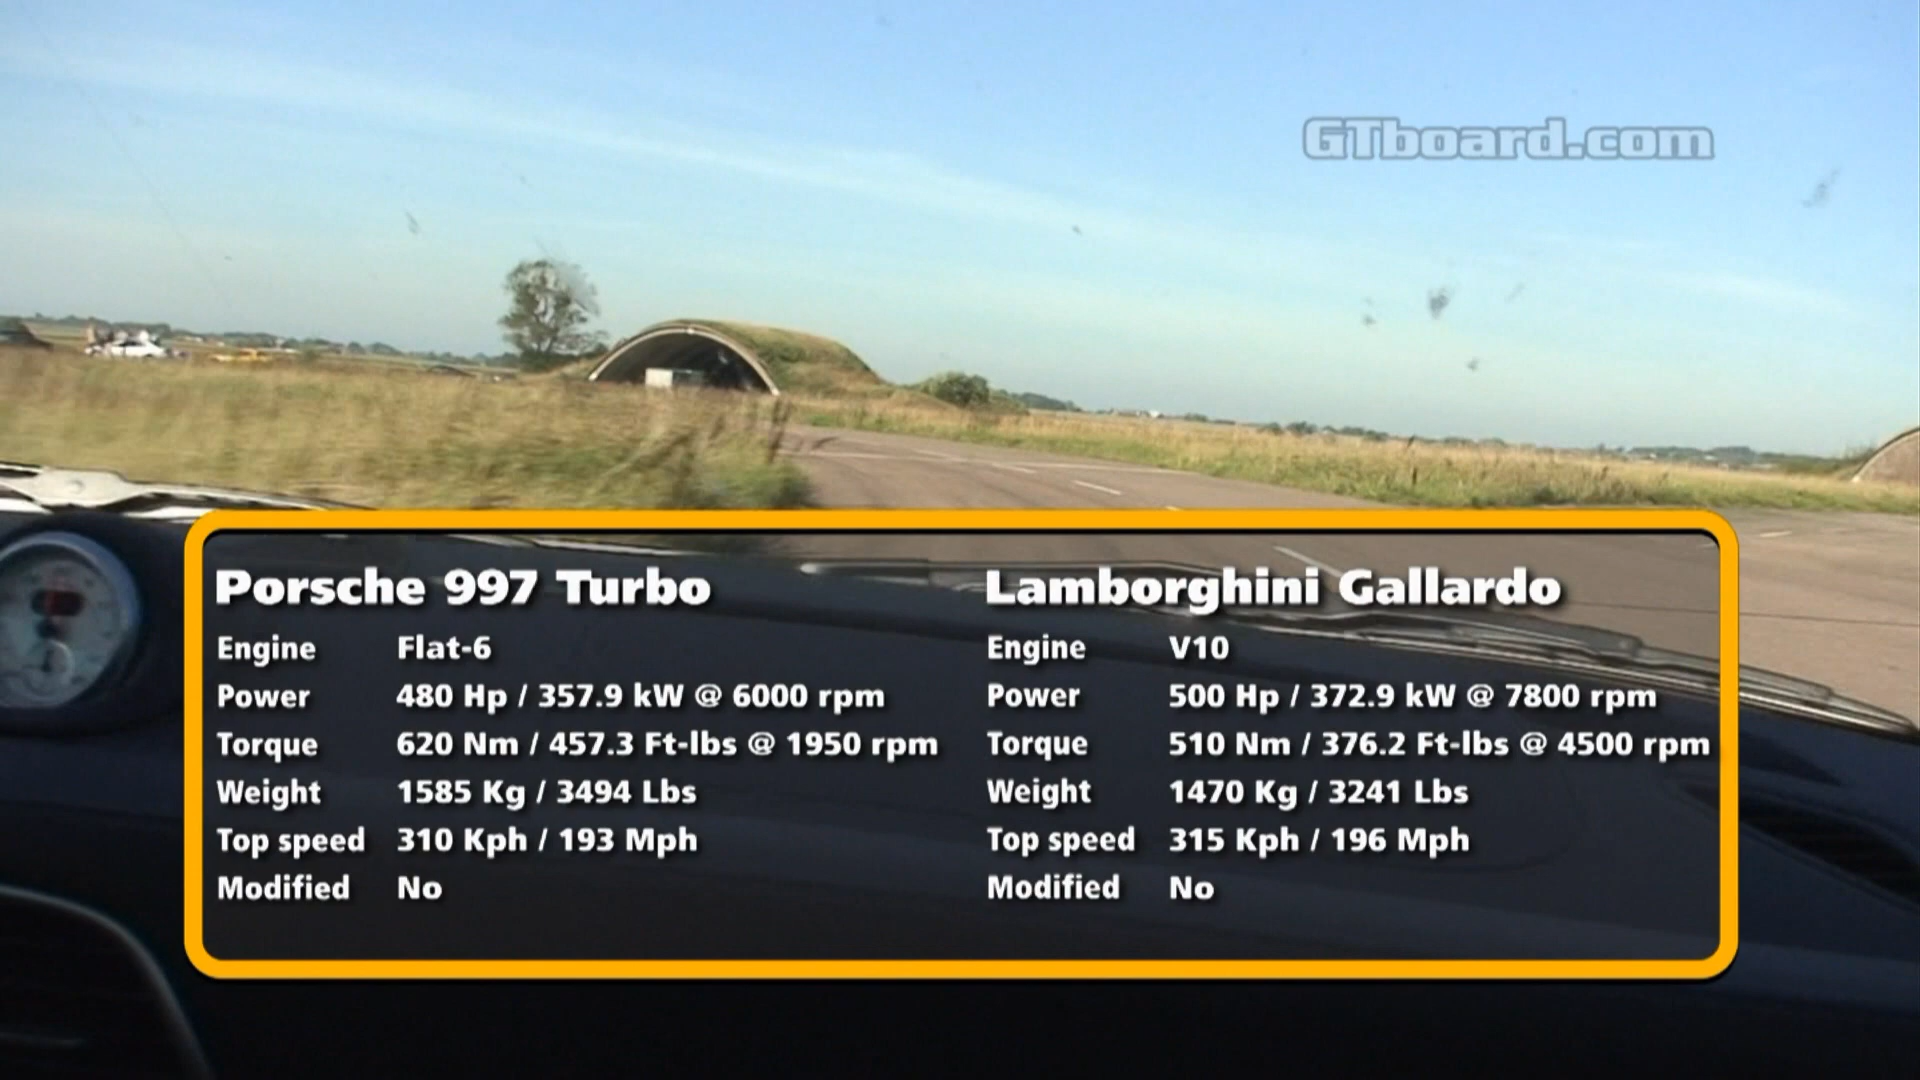 GTboard.com
Porsche 997 Turbo
Engine Flat-6
Power 480 Hp / 357.9 kW @ 6000 rpm
Torque 620 Nm / 457.3 Ft-lbs @ 1950 rpm
Weight 1585 Kg / 3494 Lbs
Top speed 310 Kph / 193 Mph
Modified No
Lamborghini Gallardo
Engine V10
Power 500 Hp / 372.9 kW @ 7800 rpm
Torque 510 Nm / 376.2 Ft-lbs @ 4500 rpm
Weight 1470 Kg / 3241 Lbs
Top speed 315 Kph / 196 Mph
Modified No